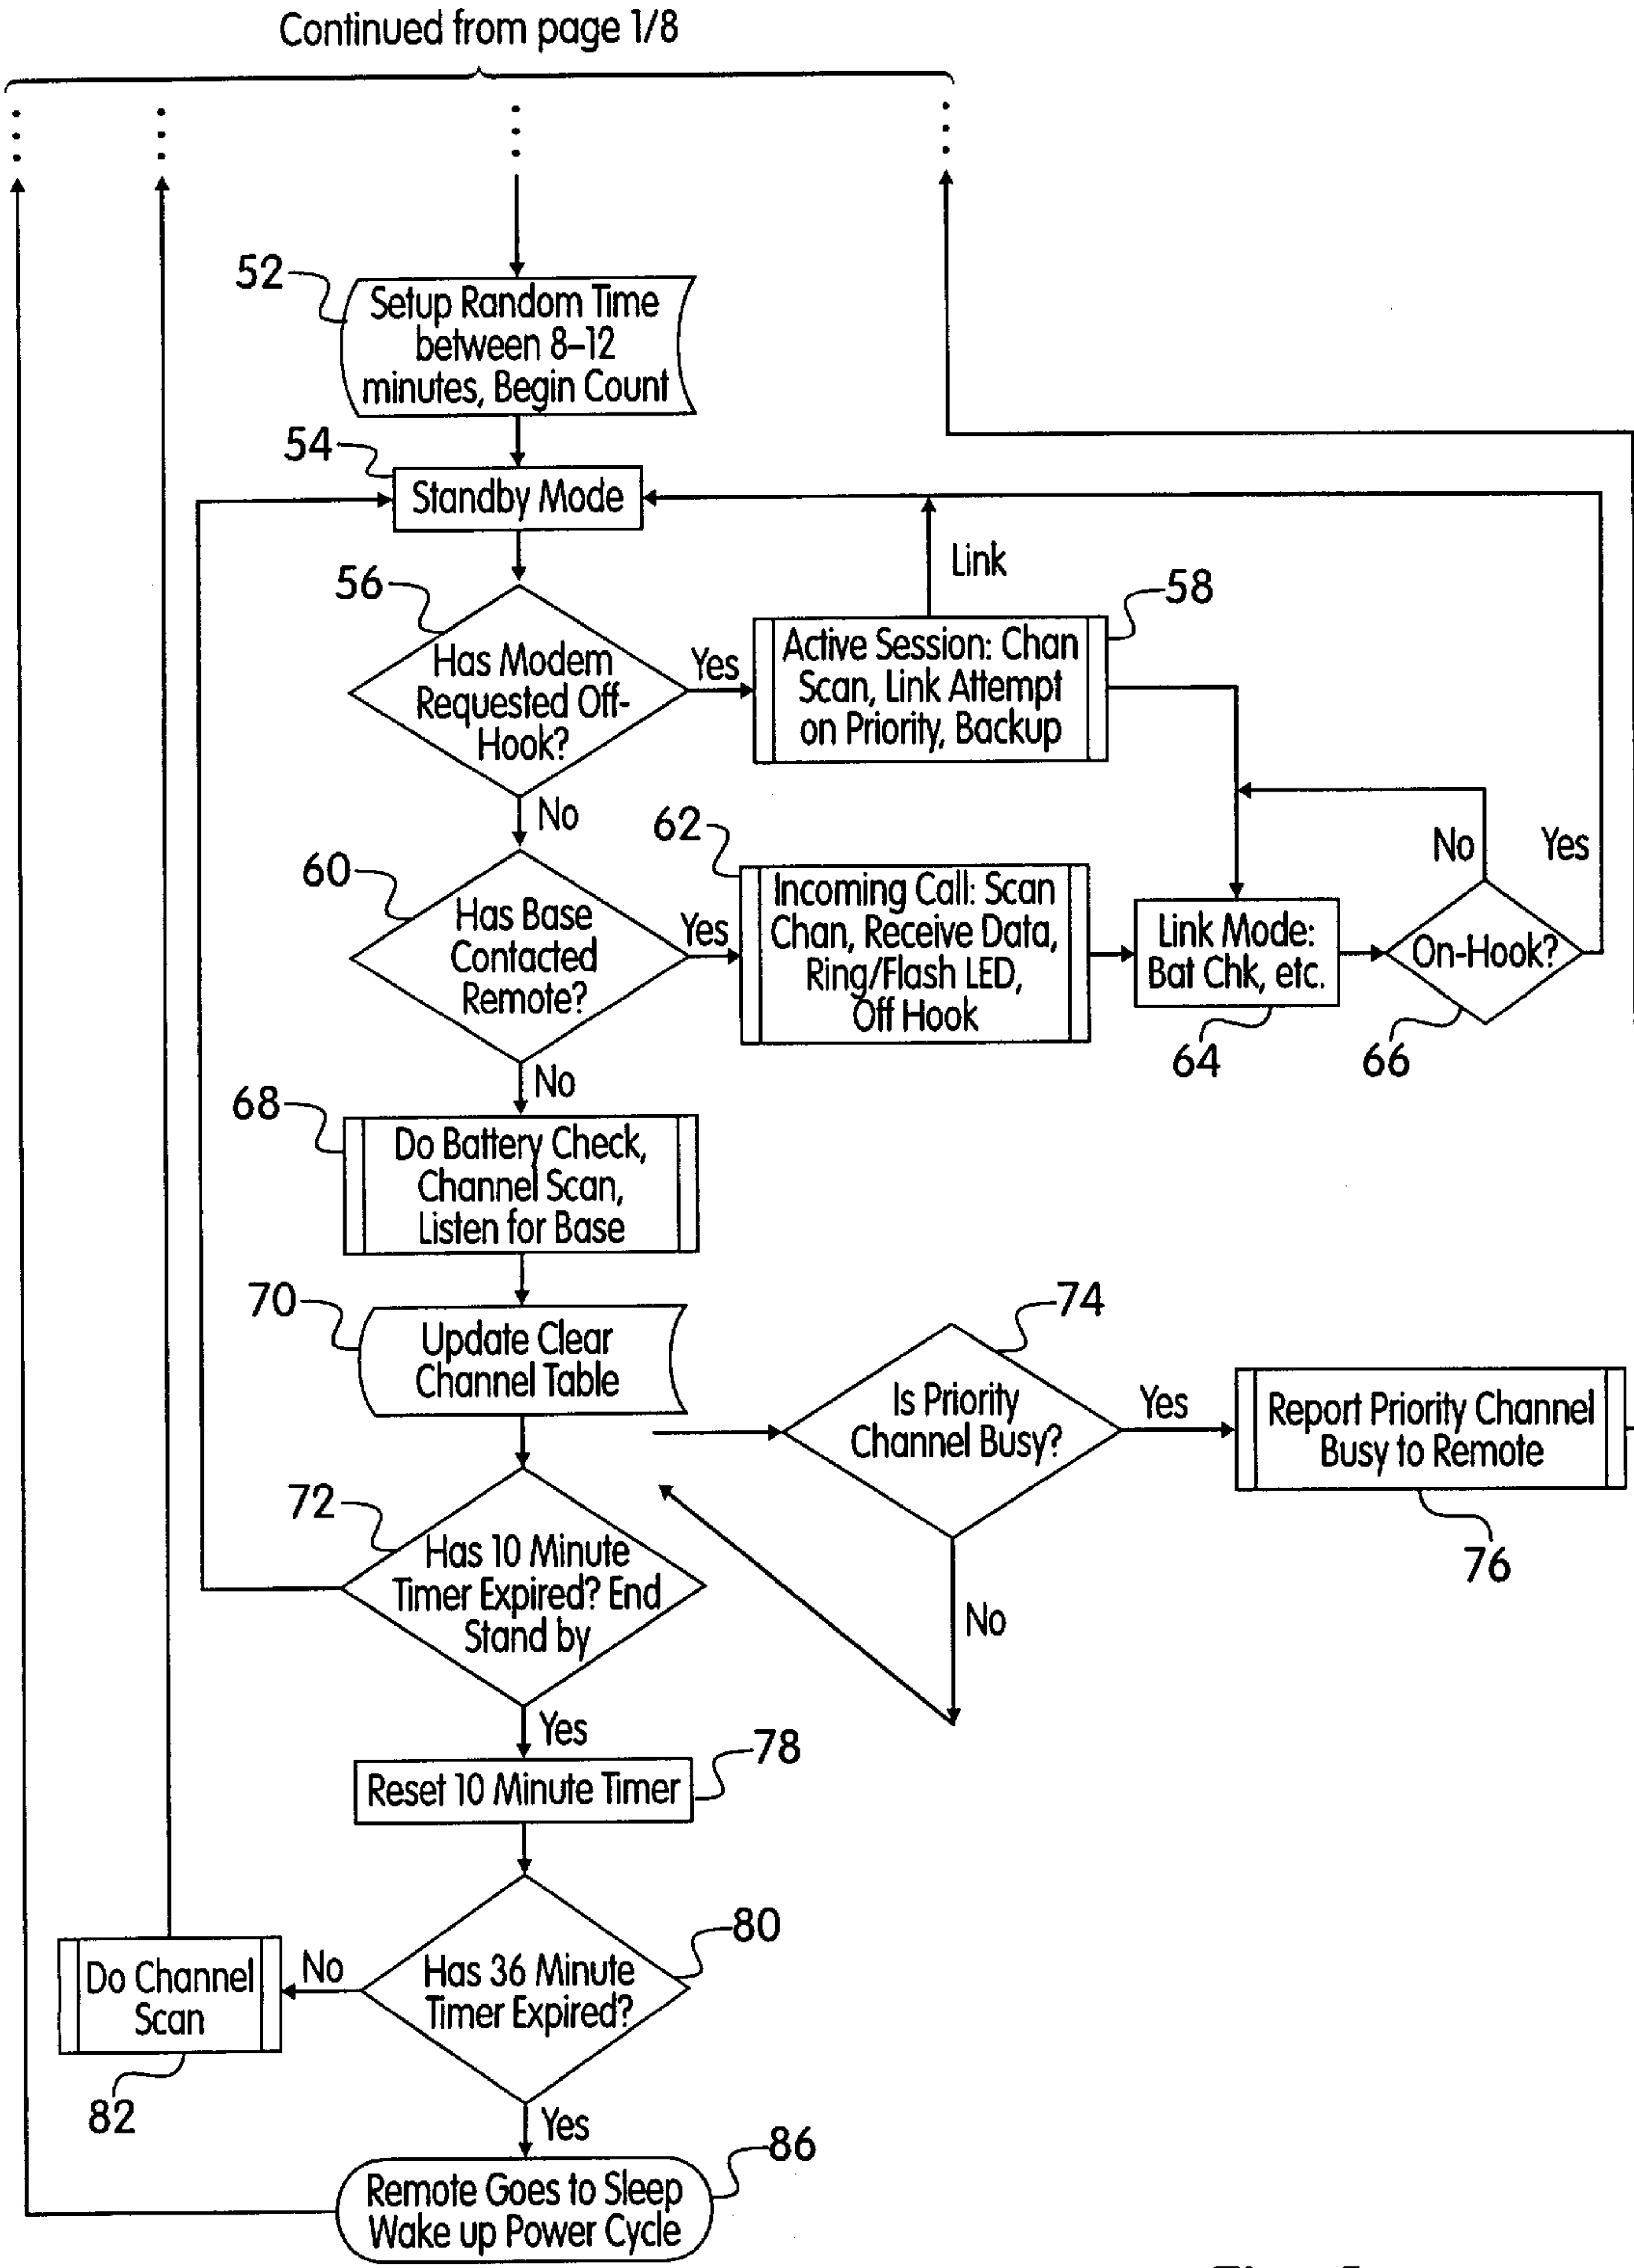 Continued from page 1/8
52
Setup Random Time
between 8–12
minutes, Begin Count
54
Standby Mode
Link
56
Has Modem
Requested Off-
Hook?
Yes
58
Active Session: Chan
Scan, Link Attempt
on Priority, Backup
No
60
Has Base
Contacted
Remote?
Yes
62
Incoming Call: Scan
Chan, Receive Data,
Ring/Flash LED,
Off Hook
Link Mode:
Bat Chk, etc.
64
On-Hook?
66
No
Yes
No
68
Do Battery Check,
Channel Scan,
Listen for Base
70
Update Clear
Channel Table
74
Is Priority
Channel Busy?
Yes
Report Priority Channel
Busy to Remote
76
No
72
Has 10 Minute
Timer Expired? End
Stand by
Yes
78
Reset 10 Minute Timer
80
Has 36 Minute
Timer Expired?
No
Do Channel
Scan
82
Yes
86
Remote Goes to Sleep
Wake up Power Cycle